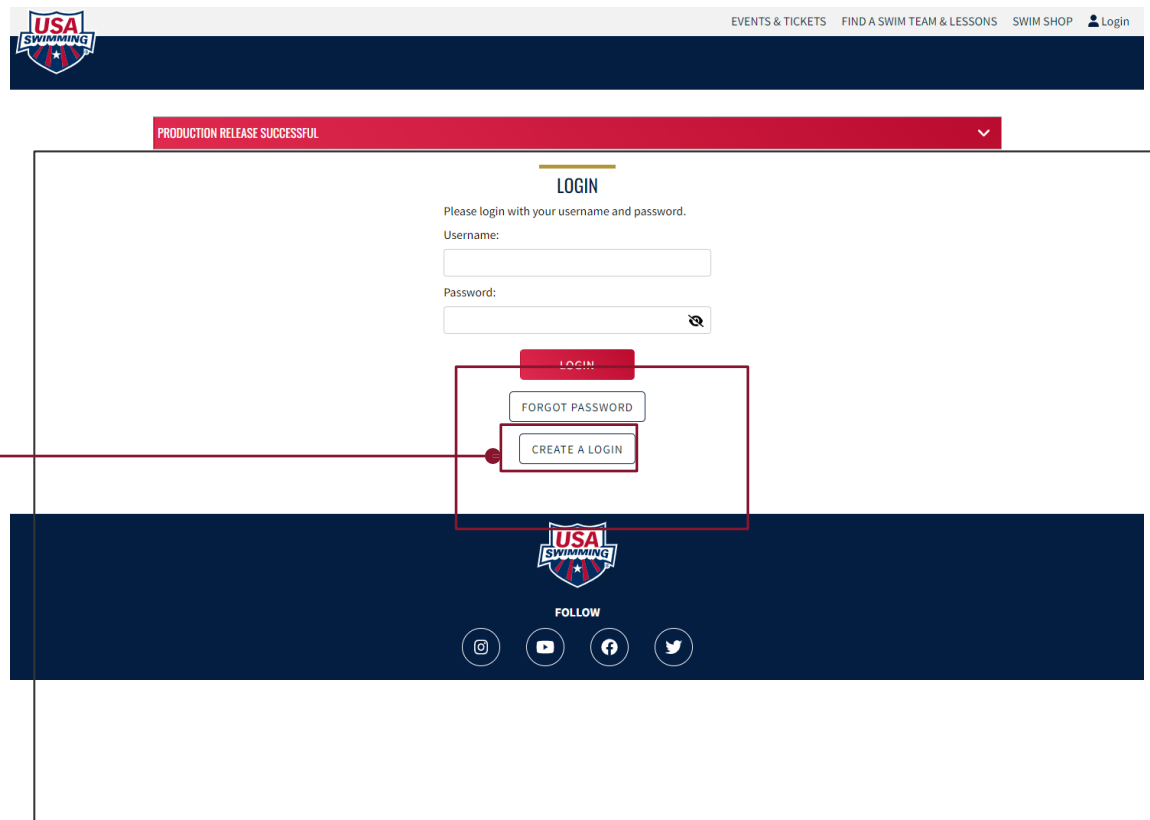 USA
SWIMMING
EVENTS & TICKETS FIND A SWIM TEAM & LESSONS SWIM SHOP Login
PRODUCTION RELEASE SUCCESSFUL
LOGIN
Please login with your username and password.
Username:
Password:
LOGIN
FORGOT PASSWORD
CREATE A LOGIN
USA
SWIMMING
FOLLOW